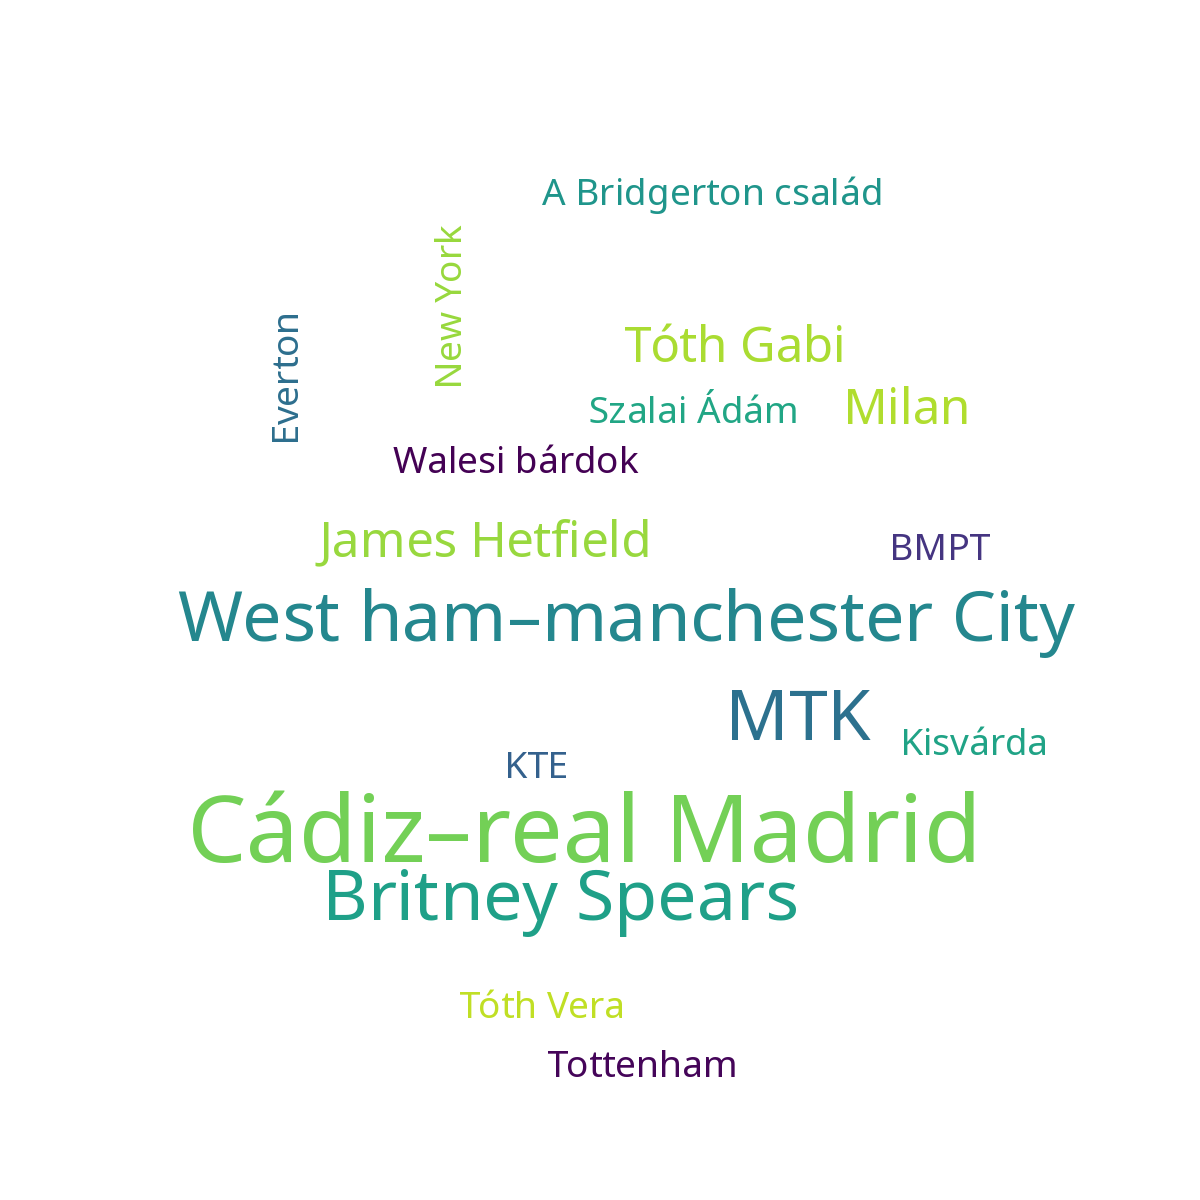 A Bridgerton család
New York
Everton
Tóth Gabi
Szalai Ádám
Milan
Walesi bárdok
James Hetfield
BMPT
West ham–manchester City
MTK
Kisvárda
KTE
Cádiz–real Madrid
Britney Spears
Tóth Vera
Tottenham